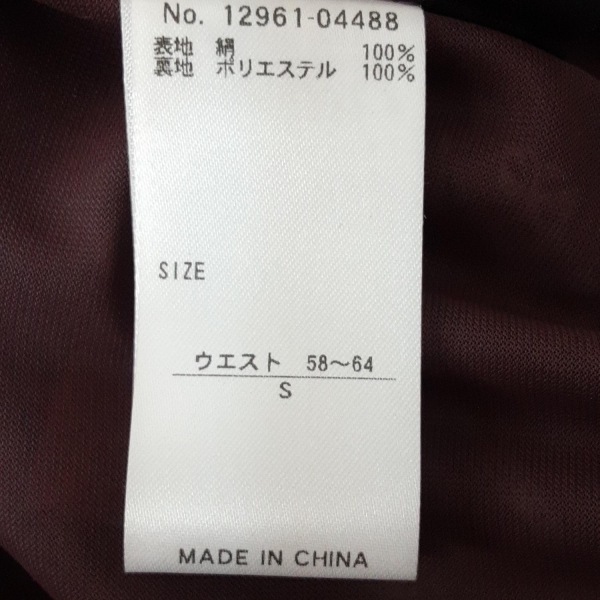 No. 12961-04488
表地 絹 100%
裏地 ポリエステル 100%
SIZE
ウエスト 58〜64
S
MADE IN CHINA